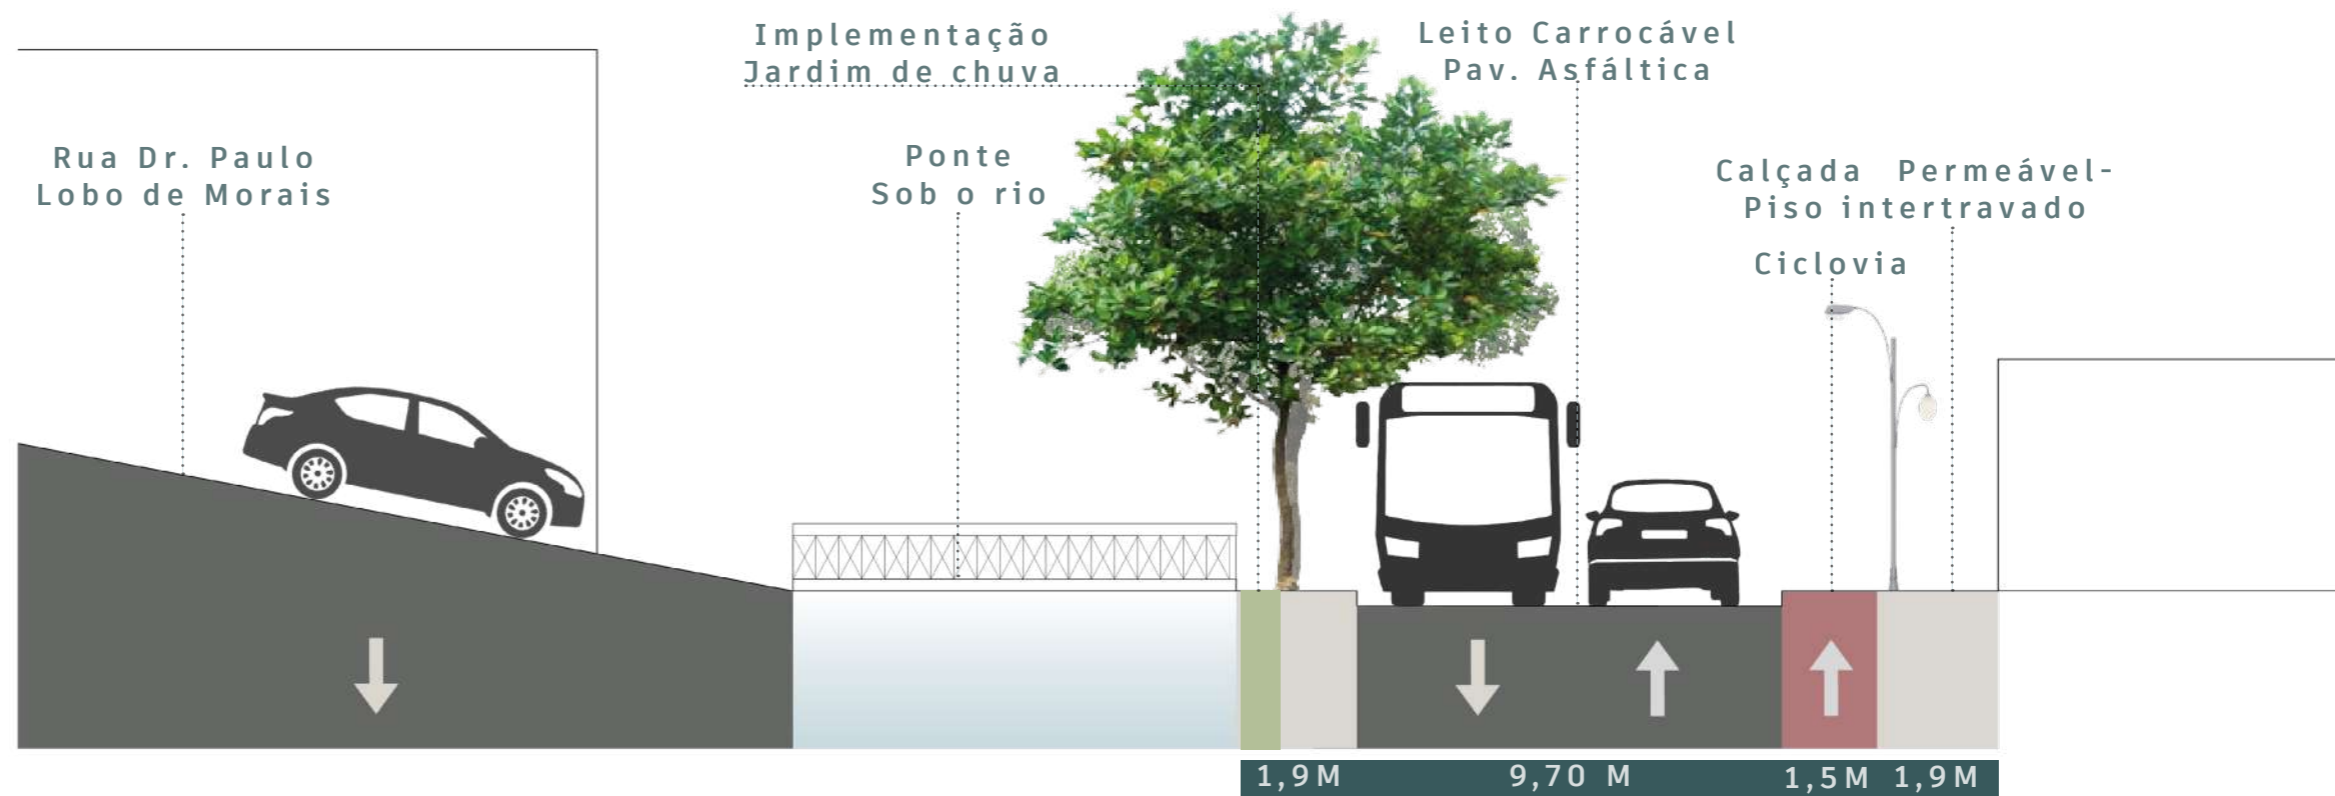 Implementação
Jardim de chuva
Leito Carrocável
Pav. Asfáltica
Rua Dr. Paulo
Lobo de Morais
Ponte
Sob o rio
Calçada Permeável-
Piso intertravado
Ciclovia
1,9M
9,70 M
1,5M
1,9M